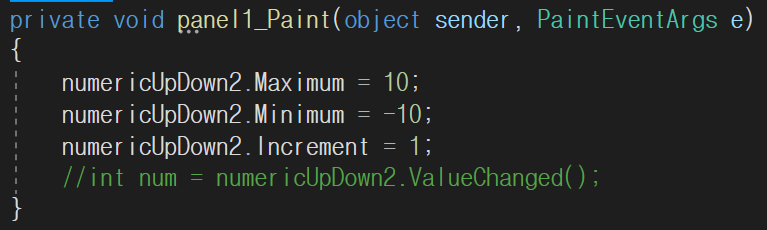 private void panel1_Paint(object sender, PaintEventArgs e)
{
numericUpDown2.Maximum = 10;
numericUpDown2.Minimum = -10;
numericUpDown2.Increment = 1;
//int num = numericUpDown2.ValueChanged();
}